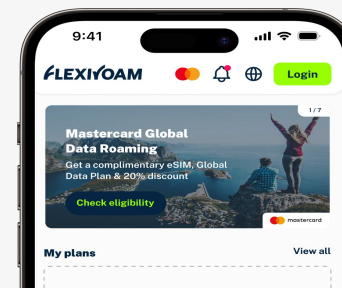 9:41
FLEXIROAM
Login
1/7
Mastercard Global
Data Roaming
Get a complimentary eSIM, Global
Data Plan & 20% discount
Check eligibility
mastercard
My plans
View all